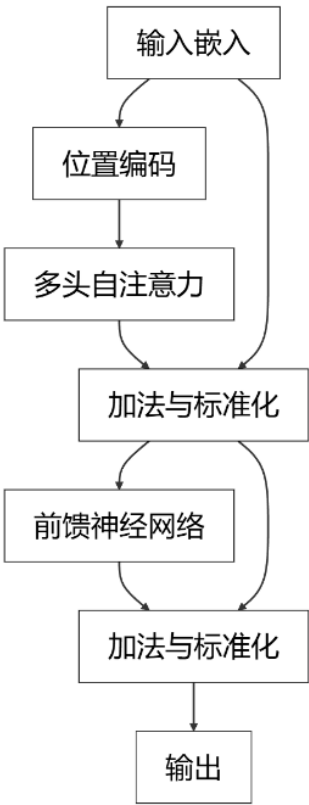 输入嵌入
位置编码
多头自注意力
加法与标准化
前馈神经网络
加法与标准化
输出